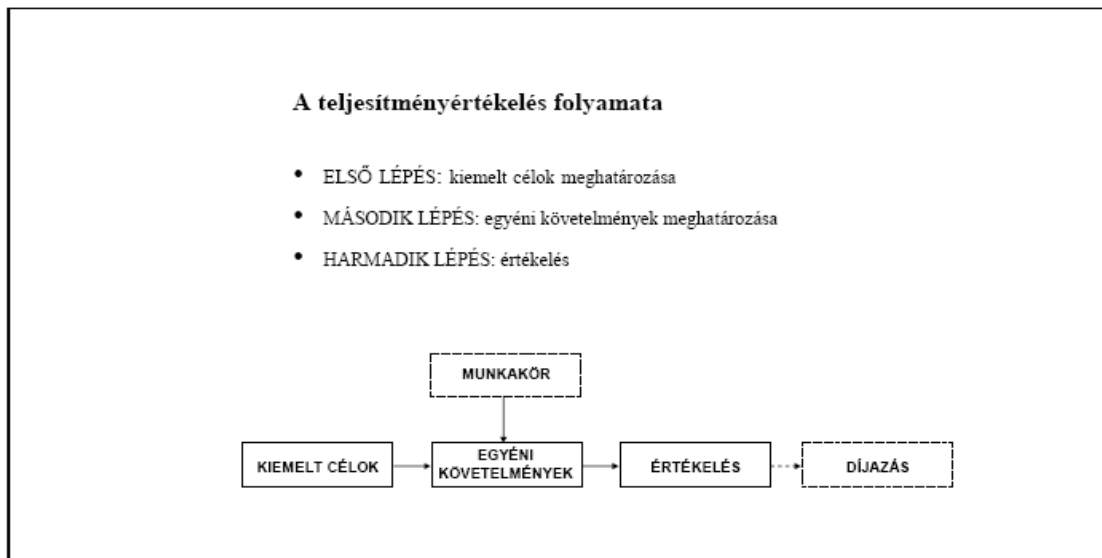 A teljesítményértékelés folyamata
• ELSŐ LÉPÉS: kiemelt célok meghatározása
• MÁSODIK LÉPÉS: egyéni követelmények meghatározása
• HARMADIK LÉPÉS: értékelés
MUNKAKÖR
KIEMELT CÉLOK
EGYÉNI
KÖVETELMÉNYEK
ÉRTÉKELÉS
DÍJAZÁS